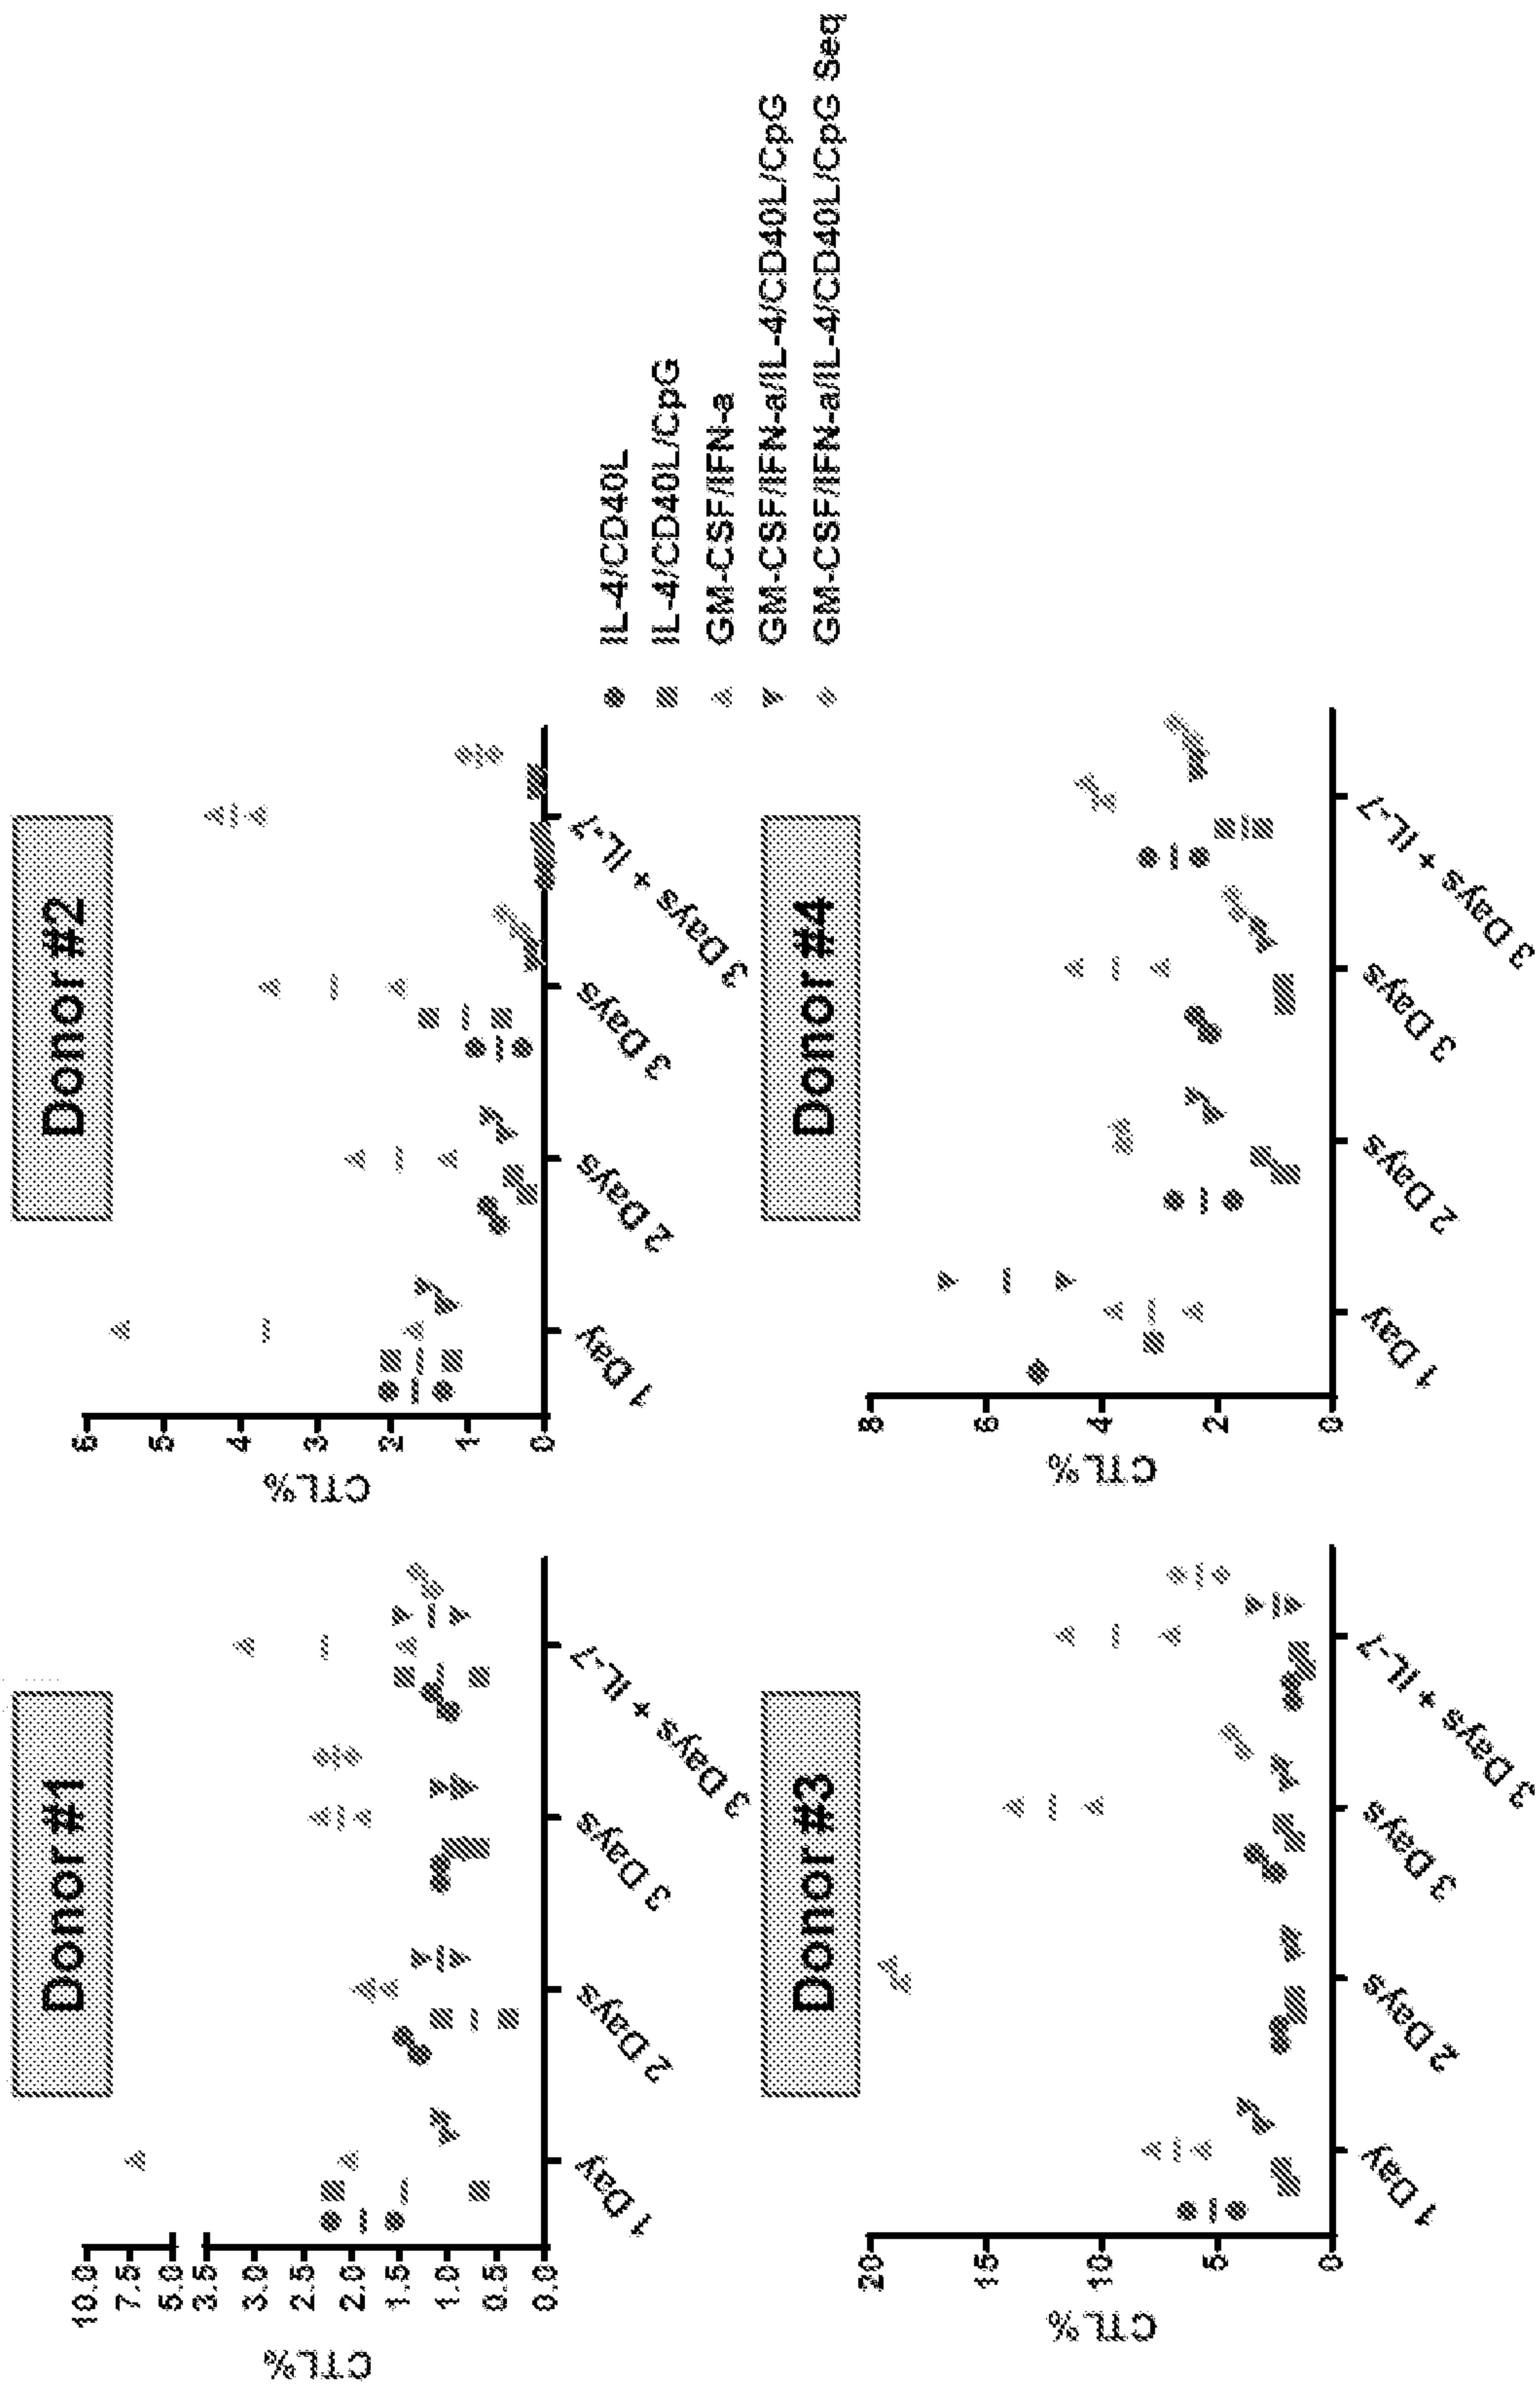 Donor #1
CTL%
10.0
7.5
5.0
3.5
3.0
2.5
2.0
1.5
1.0
0.5
0.0
1 Day
2 Days
3 Days
3 Days + IL-7
Donor #2
CTL%
6
5
4
3
2
1
0
1 Day
2 Days
3 Days
3 Days + IL-7
Donor #3
CTL%
20
15
10
5
0
1 Day
2 Days
3 Days
3 Days + IL-7
Donor #4
CTL%
8
6
4
2
0
1 Day
2 Days
3 Days
3 Days + IL-7
IL-4/CD40L
IL-4/CD40L/CpG
GM-CSF/IFN-a
GM-CSF/IFN-a/IL-4/CD40L/CpG
GM-CSF/IFN-a/IL-4/CD40L/CpG Seq